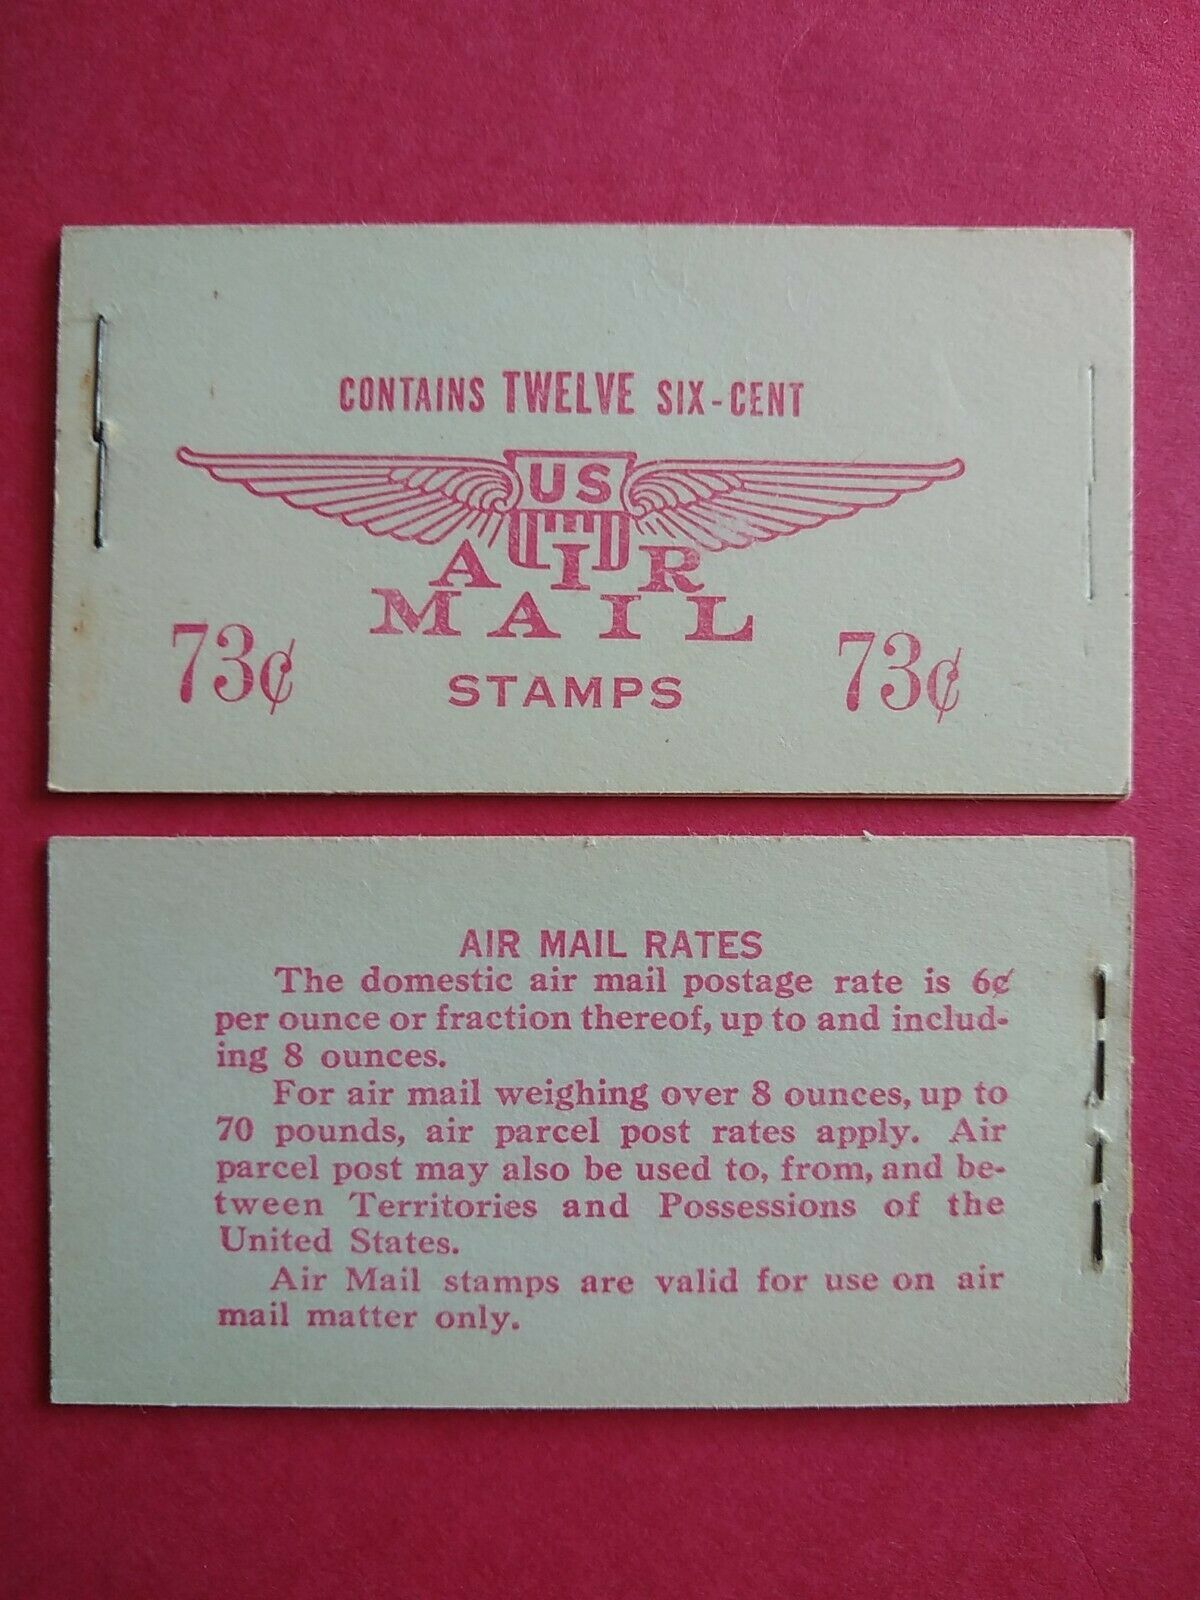 CONTAINS TWELVE SIX-CENT
US
AIR
MAIL
73¢ STAMPS 73¢
AIR MAIL RATES
The domestic air mail postage rate is 6¢
per ounce or fraction thereof, up to and includ-
ing 8 ounces.
For air mail weighing over 8 ounces, up to
70 pounds, air parcel post rates apply. Air
parcel post may also be used to, from, and be-
tween Territories and Possessions of the
United States.
Air Mail stamps are valid for use on air
mail matter only.